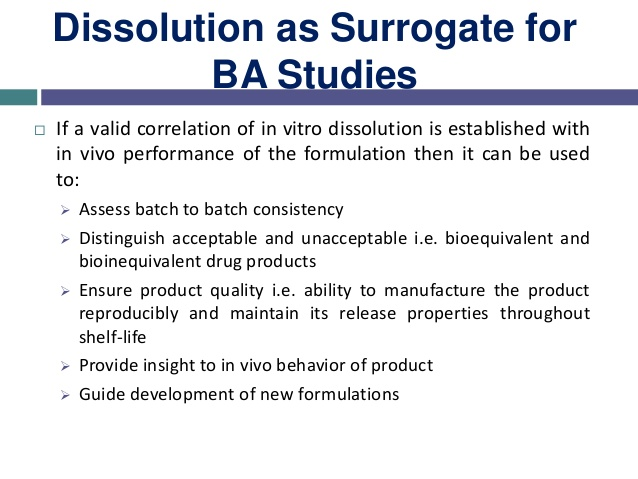 Dissolution as Surrogate for
BA Studies
If a valid correlation of in vitro dissolution is established with
in vivo performance of the formulation then it can be used
to:
Assess batch to batch consistency
Distinguish acceptable and unacceptable i.e. bioequivalent and
bioinequivalent drug products
Ensure product quality i.e. ability to manufacture the product
reproducibly and maintain its release properties throughout
shelf-life
Provide insight to in vivo behavior of product
Guide development of new formulations